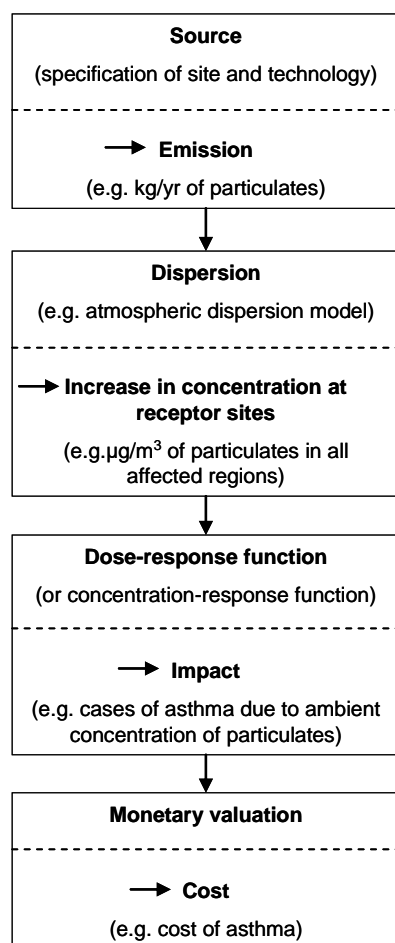 Source
(specification of site and technology)
Emission
(e.g. kg/yr of particulates)
Dispersion
(e.g. atmospheric dispersion model)
Increase in concentration at
receptor sites
(e.g.µg/m³ of particulates in all
affected regions)
Dose-response function
(or concentration-response function)
Impact
(e.g. cases of asthma due to ambient
concentration of particulates)
Monetary valuation
Cost
(e.g. cost of asthma)